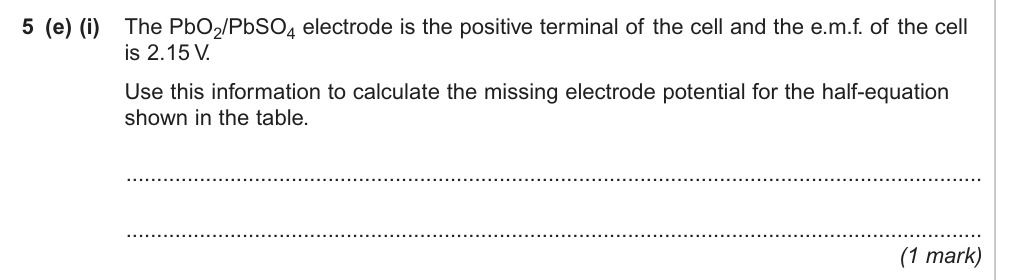 5 (e) (i) The PbO₂/PbSO₄ electrode is the positive terminal of the cell and the e.m.f. of the cell
is 2.15 V.
Use this information to calculate the missing electrode potential for the half-equation
shown in the table.
(1 mark)